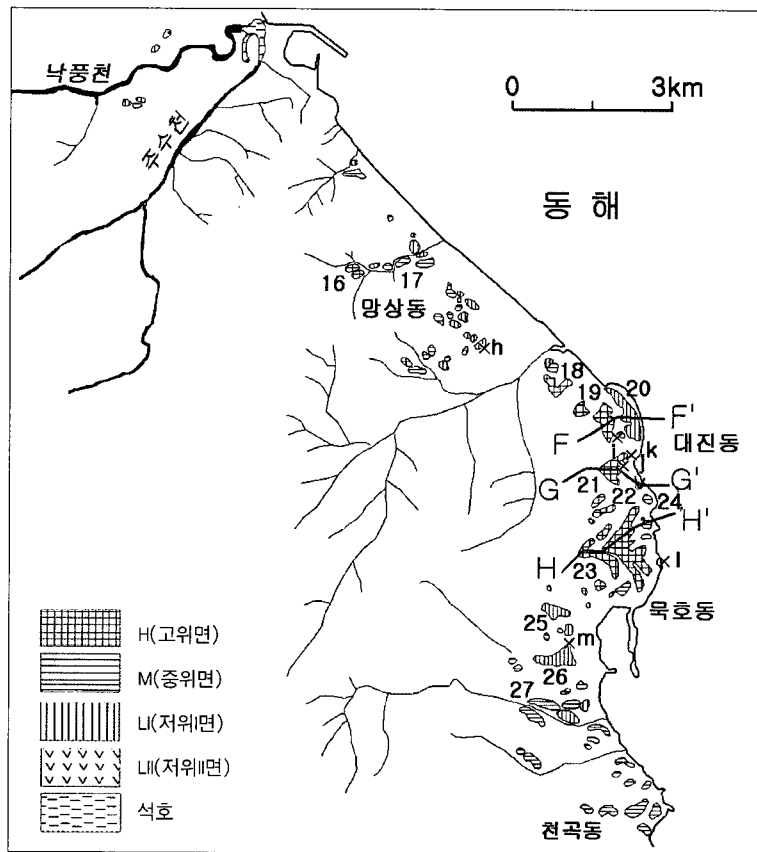 낙풍천
주수천
0 3km
동해
16
17
망상동
h
18
19
20
F
F'
i
k
대진동
G
G'
21
22
24
H'
H
23
l
묵호동
25
m
26
27
천곡동
H(고위면)
M(중위면)
LI(저위I면)
LII(저위II면)
석호